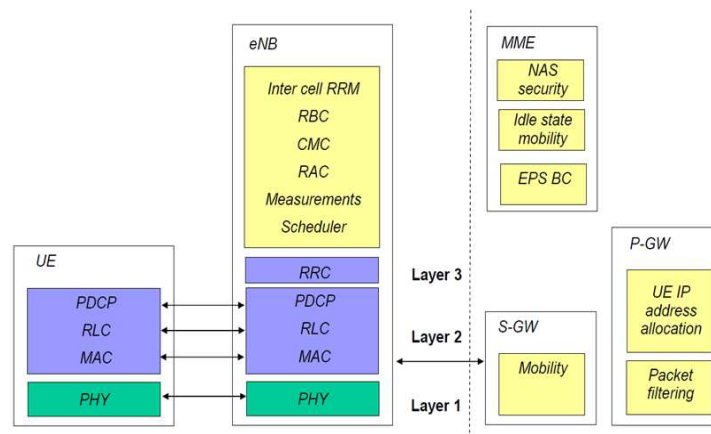 eNB
Inter cell RRM
RBC
CMC
RAC
Measurements
Scheduler
RRC
PDCP
RLC
MAC
PHY
UE
PDCP
RLC
MAC
PHY
Layer 3
Layer 2
Layer 1
MME
NAS
security
Idle state
mobility
EPS BC
S-GW
Mobility
P-GW
UE IP
address
allocation
Packet
filtering